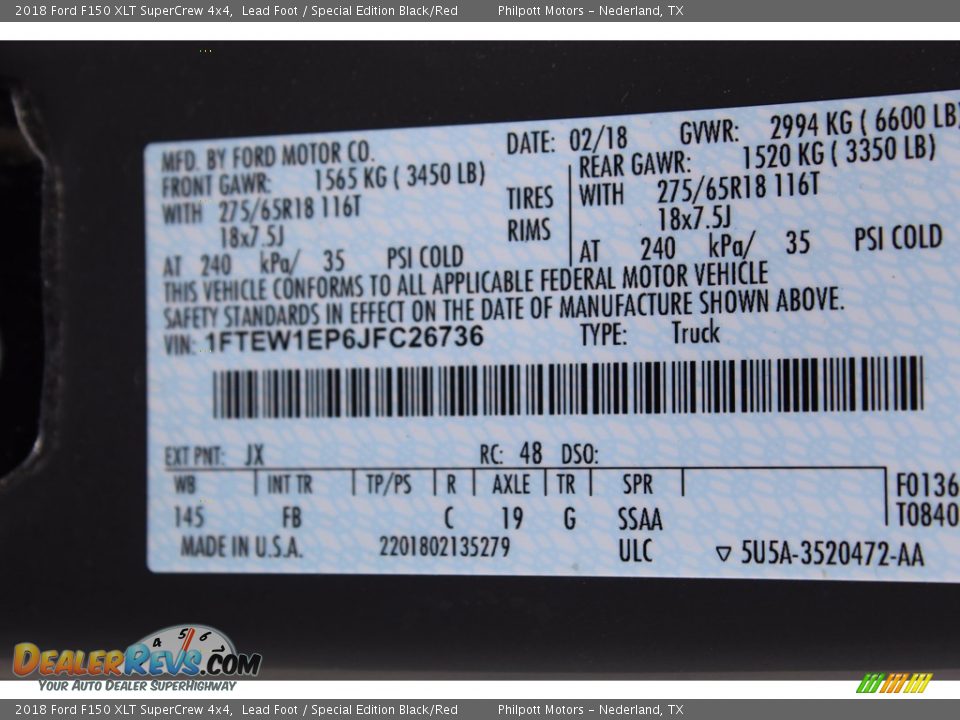 2018 Ford F150 XLT SuperCrew 4x4, Lead Foot / Special Edition Black/Red Philpott Motors – Nederland, TX
MFD. BY FORD MOTOR CO. DATE: 02/18 GVWR: 2994 KG ( 6600 LB)
FRONT GAWR: 1565 KG ( 3450 LB) REAR GAWR: 1520 KG ( 3350 LB)
WITH 275/65R18 116T TIRES WITH 275/65R18 116T
18x7.5J RIMS 18x7.5J
AT 240 kPa/ 35 PSI COLD AT 240 kPa/ 35 PSI COLD
THIS VEHICLE CONFORMS TO ALL APPLICABLE FEDERAL MOTOR VEHICLE
SAFETY STANDARDS IN EFFECT ON THE DATE OF MANUFACTURE SHOWN ABOVE.
VIN: 1FTEW1EP6JFC26736 TYPE: Truck
EXT PNT: JX RC: 48 DSO:
WB INT TR TP/PS R AXLE TR SPR F0136
145 FB C 19 G SSAA T0840
MADE IN U.S.A. 2201802135279 ULC ▽ 5U5A-3520472-AA
4 5 6
DEALERREVS.COM
YOUR AUTO DEALER SUPERHIGHWAY
2018 Ford F150 XLT SuperCrew 4x4, Lead Foot / Special Edition Black/Red Philpott Motors – Nederland, TX